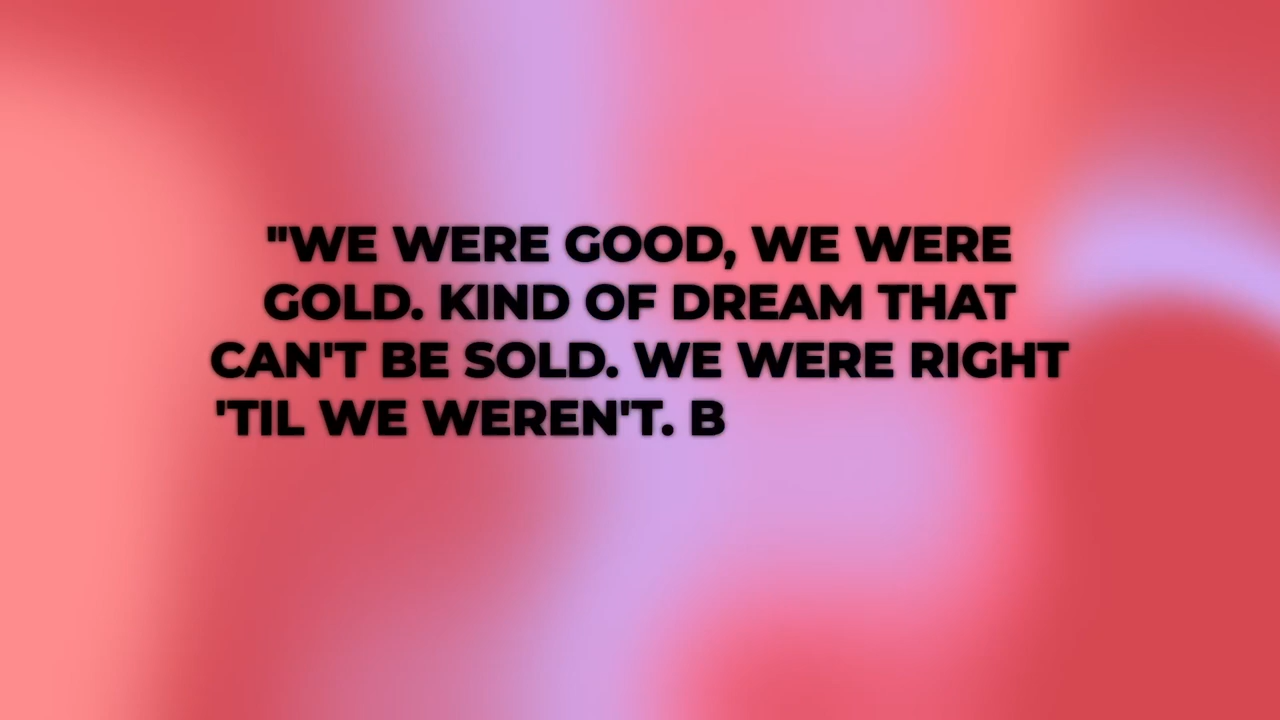 "WE WERE GOOD, WE WERE
GOLD. KIND OF DREAM THAT
CAN'T BE SOLD. WE WERE RIGHT
'TIL WE WEREN'T. B